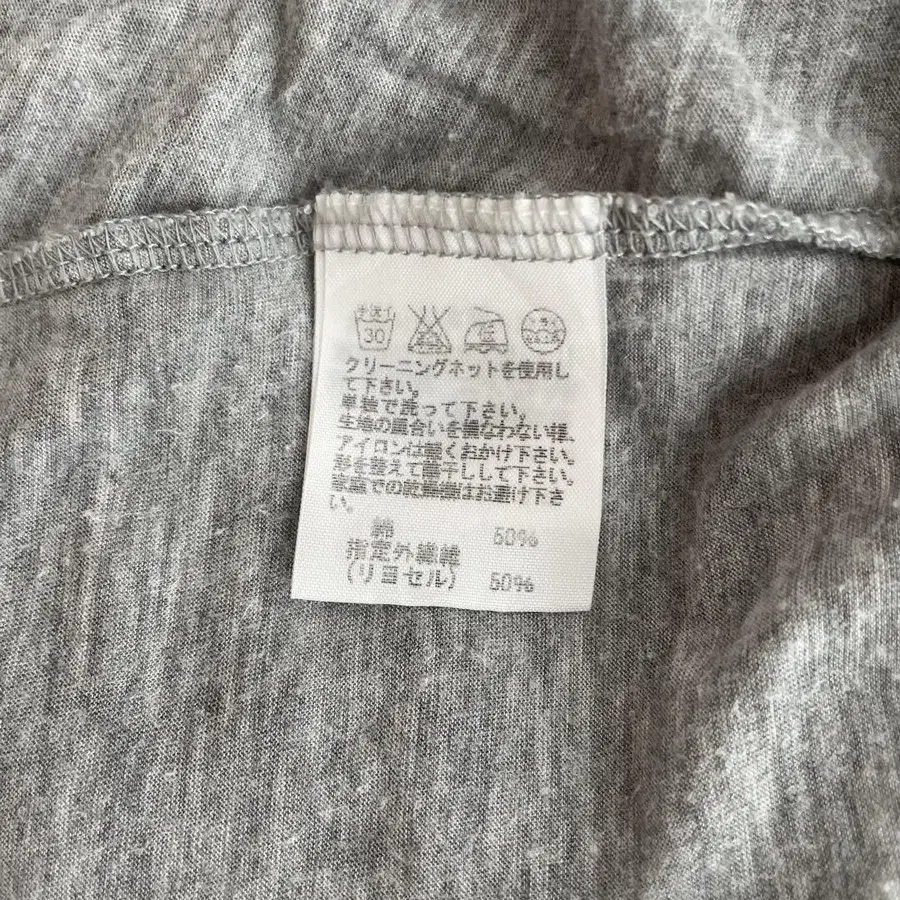 手洗イ
30
クリーニングネットを使用し
て下さい。
単独で洗って下さい。
生地の風合いを損なわない様、
アイロンは軽くおかけ下さい。
形を整えて陰干しして下さい。
家庭での乾燥機はお避け下さ
い。
綿 50%
指定外繊維
(リヨセル) 50%